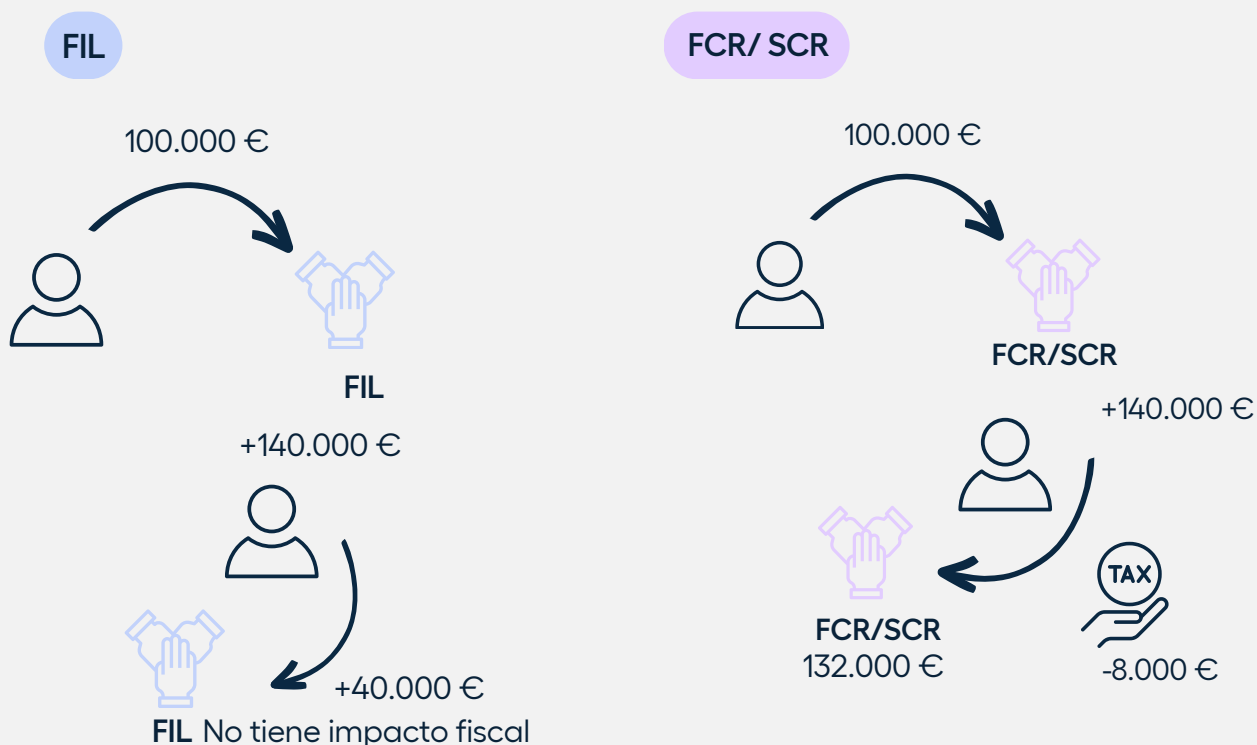 FIL
100.000 €
FIL
+140.000 €
+40.000 €
FIL No tiene impacto fiscal
FCR/ SCR
100.000 €
FCR/SCR
+140.000 €
TAX
FCR/SCR
132.000 €
-8.000 €